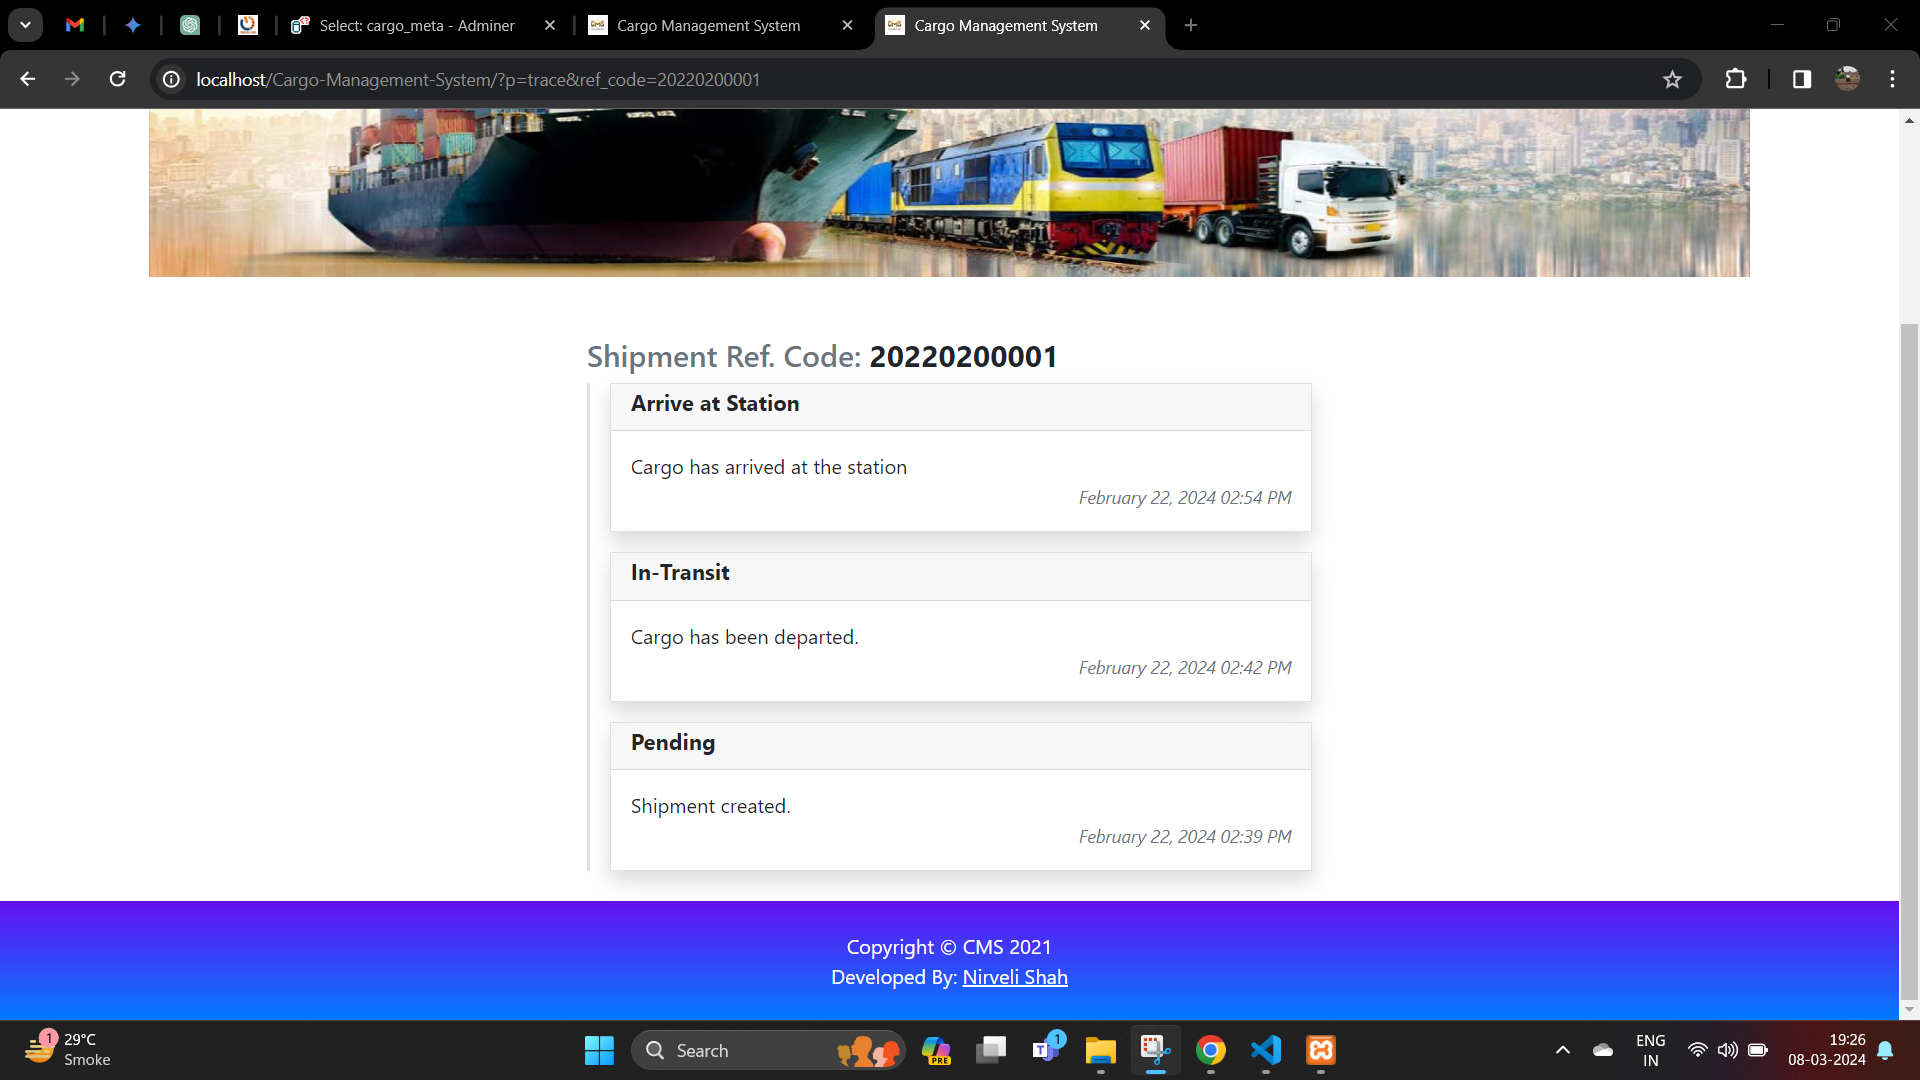 Select: cargo_meta - Adminer
Cargo Management System
Cargo Management System
localhost/Cargo-Management-System/?p=trace&ref_code=20220200001
Shipment Ref. Code: 20220200001
Arrive at Station
Cargo has arrived at the station
February 22, 2024 02:54 PM
In-Transit
Cargo has been departed.
February 22, 2024 02:42 PM
Pending
Shipment created.
February 22, 2024 02:39 PM
Copyright © CMS 2021
Developed By: Nirveli Shah
1
29°C
Smoke
Search
PRE
T
1
ENG
IN
19:26
08-03-2024